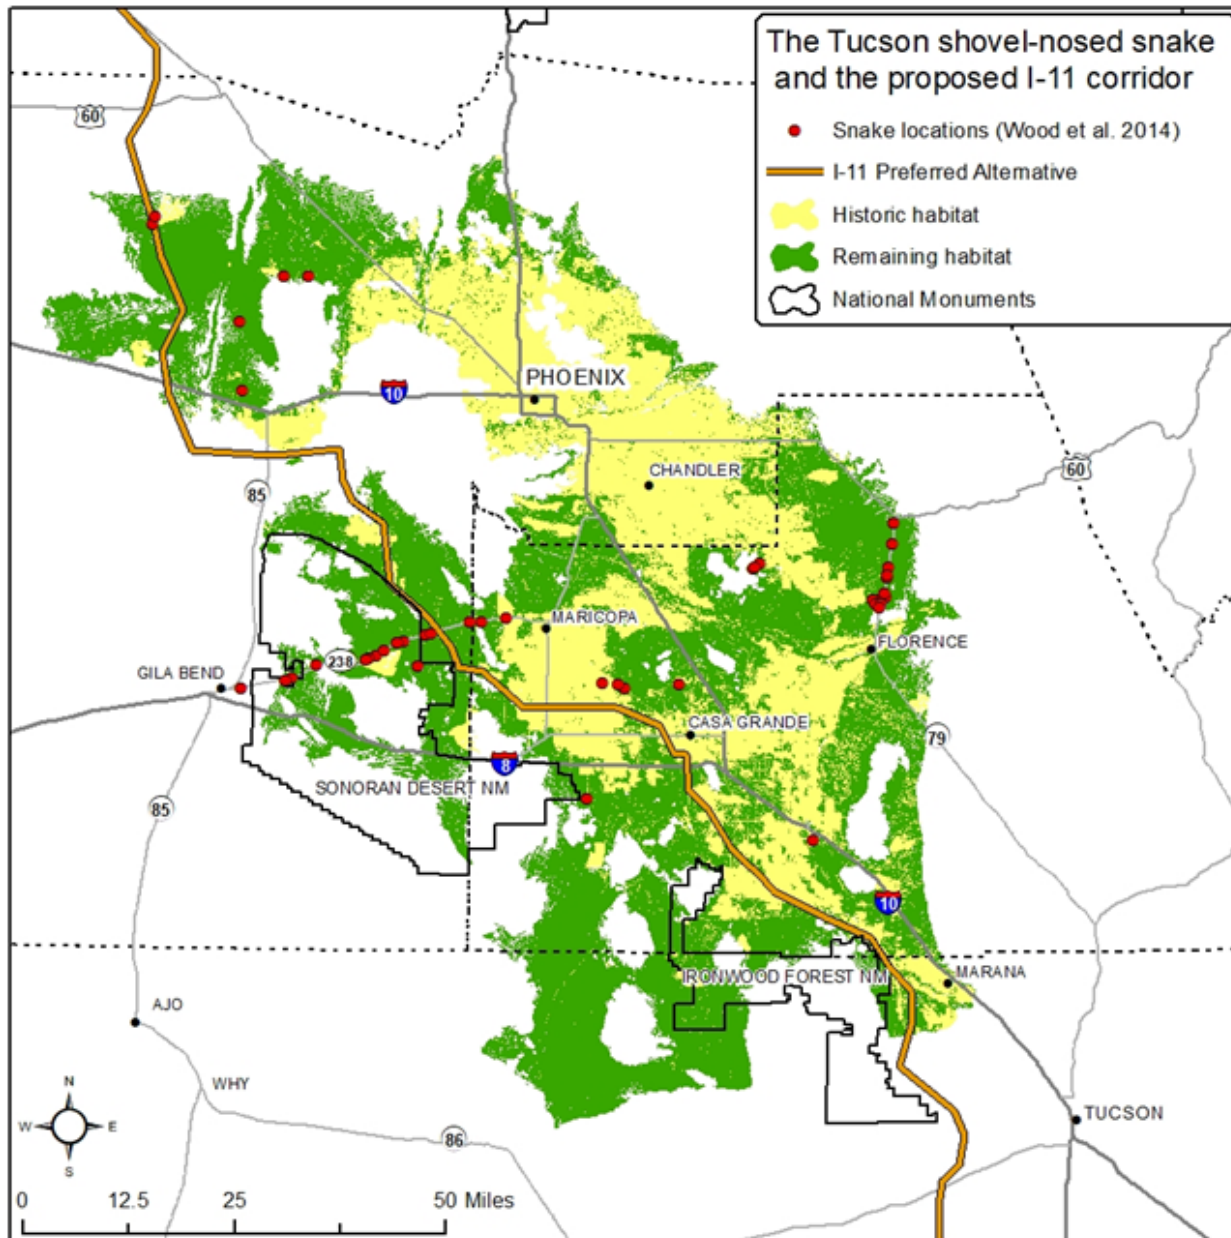 The Tucson shovel-nosed snake
and the proposed I-11 corridor
Snake locations (Wood et al. 2014)
I-11 Preferred Alternative
Historic habitat
Remaining habitat
National Monuments
60
PHOENIX
10
CHANDLER
60
85
MARICOPA
FLORENCE
238
GILA BEND
CASA GRANDE
79
8
SONORAN DESERT NM
85
10
IRONWOOD FOREST NM
MARANA
AJO
WHY
N
W E
S
86
TUCSON
0 12.5 25 50 Miles